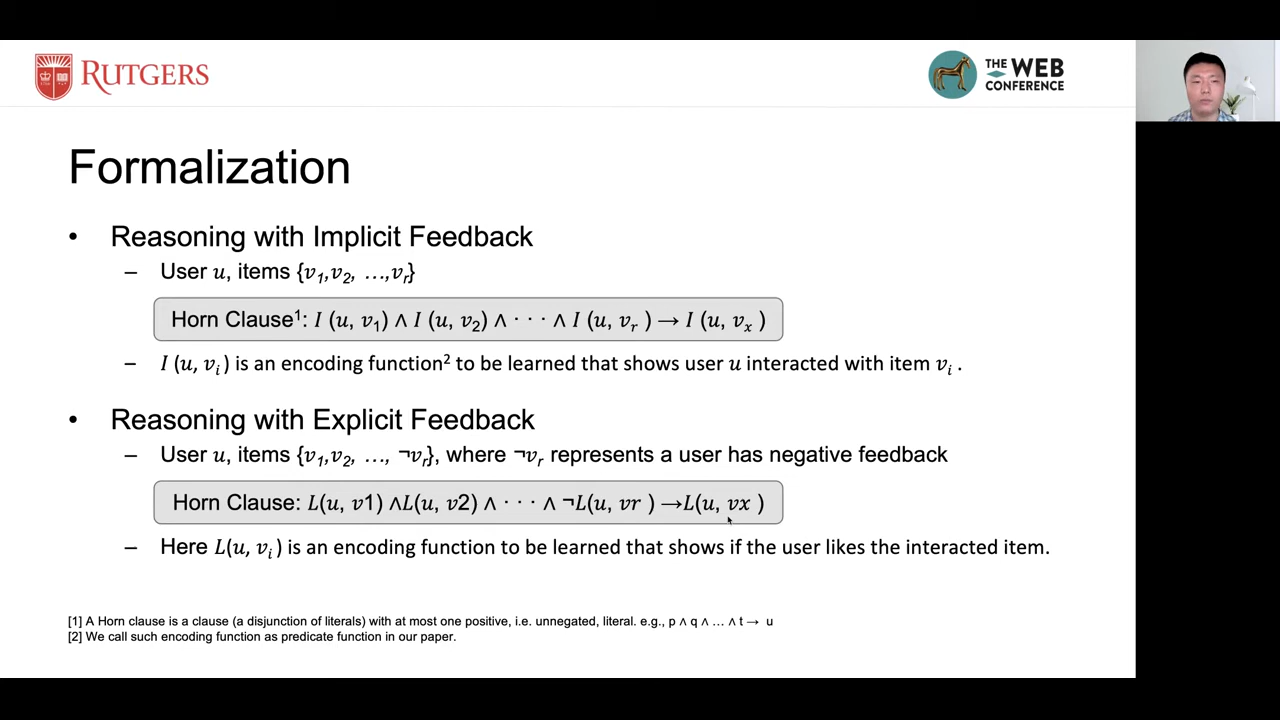 RUTGERS
THE WEB
CONFERENCE
Formalization
• Reasoning with Implicit Feedback
– User u, items {v1,v2, …,vr}
Horn Clause¹: I (u, v1) ∧ I (u, v2) ∧ · · · ∧ I (u, vr ) → I (u, vx )
– I (u, vi ) is an encoding function² to be learned that shows user u interacted with item vi .
• Reasoning with Explicit Feedback
– User u, items {v1,v2, …, ¬vr}, where ¬vr represents a user has negative feedback
Horn Clause: L(u, v1) ∧L(u, v2) ∧ · · · ∧ ¬L(u, vr ) →L(u, vx )
– Here L(u, vi ) is an encoding function to be learned that shows if the user likes the interacted item.
[1] A Horn clause is a clause (a disjunction of literals) with at most one positive, i.e. unnegated, literal. e.g., p ∧ q ∧ … ∧ t → u
[2] We call such encoding function as predicate function in our paper.